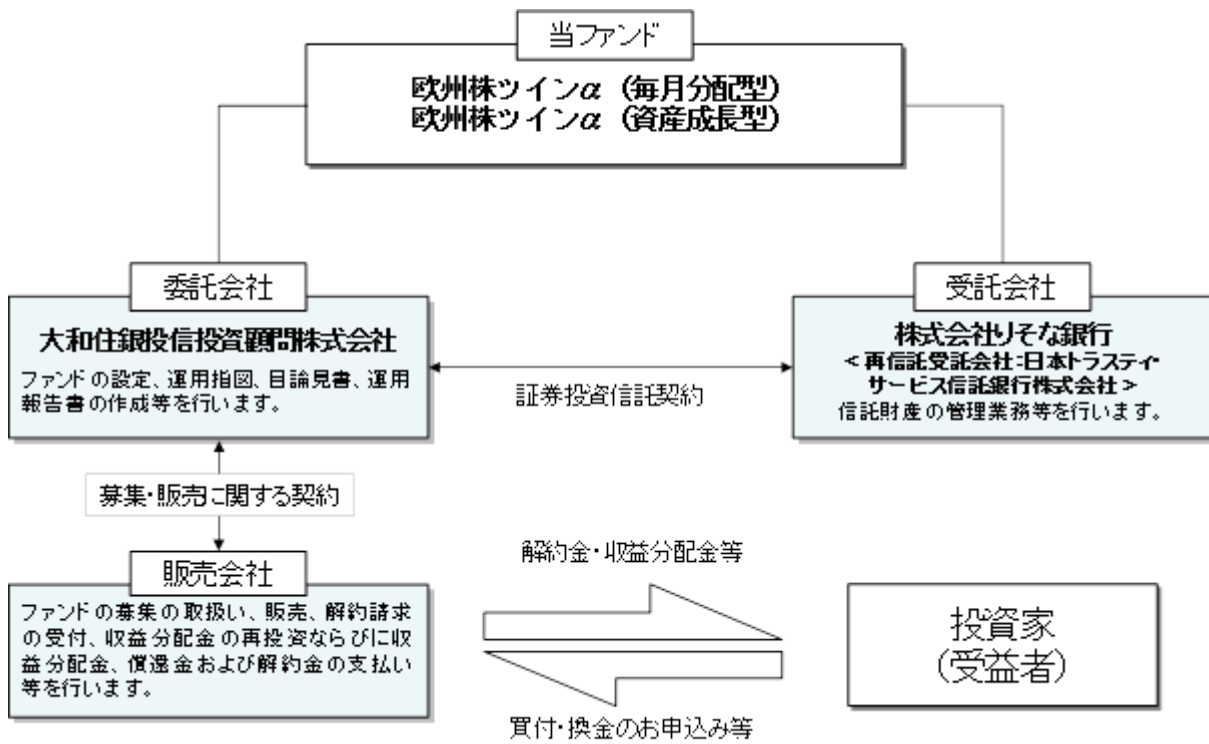 当ファンド
欧州株ツインα（毎月分配型）
欧州株ツインα（資産成長型）
委託会社
大和住銀投信投資顧問株式会社
ファンドの設定、運用指図、目論見書、運用
報告書の作成等を行います。
証券投資信託契約
受託会社
株式会社りそな銀行
＜再信託受託会社：日本トラスティ・
サービス信託銀行株式会社＞
信託財産の管理業務等を行います。
募集・販売に関する契約
販売会社
ファンドの募集の取扱い、販売、解約請求
の受付、収益分配金の再投資ならびに収
益分配金、償還金および解約金の支払い
等を行います。
解約金・収益分配金等
買付・換金のお申込み等
投資家
（受益者）